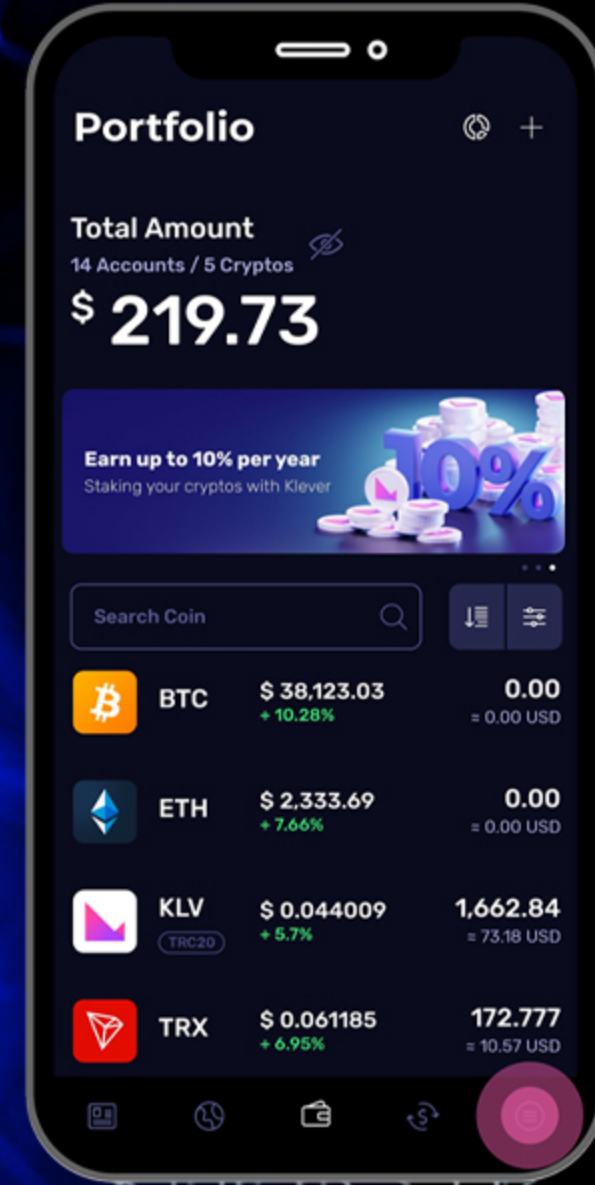 Portfolio
Total Amount
14 Accounts / 5 Cryptos
$ 219.73
Earn up to 10% per year
Staking your cryptos with Klever
10%
Search Coin
BTC $ 38,123.03 0.00
+ 10.28% = 0.00 USD
ETH $ 2,333.69 0.00
+ 7.66% = 0.00 USD
KLV $ 0.044009 1,662.84
TRC20 + 5.7% = 73.18 USD
TRX $ 0.061185 172.777
+ 6.95% = 10.57 USD